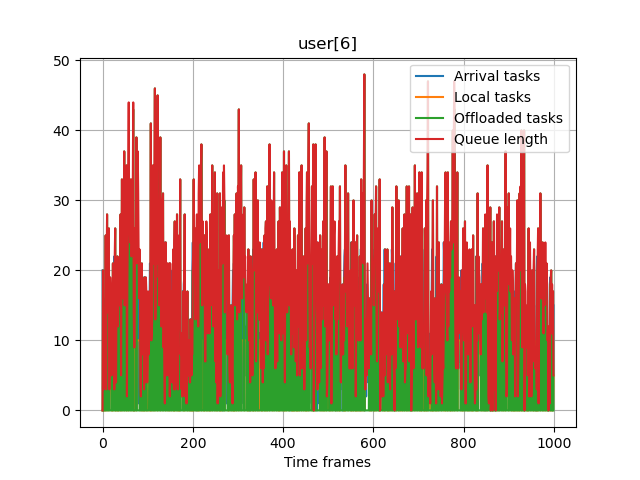 user[6]
50
40
30
20
10
0
Arrival tasks
Local tasks
Offloaded tasks
Queue length
0 200 400 600 800 1000
Time frames